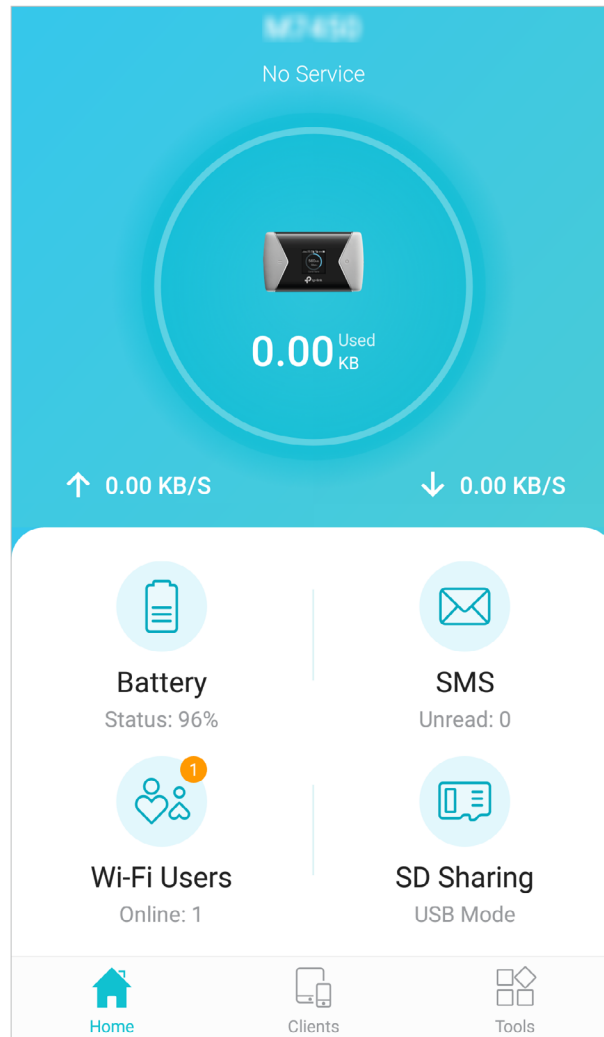 M7450
No Service
0.00 Used KB
0.00 KB/S
0.00 KB/S
Battery
Status: 96%
SMS
Unread: 0
1
Wi-Fi Users
Online: 1
SD Sharing
USB Mode
Home
Clients
Tools